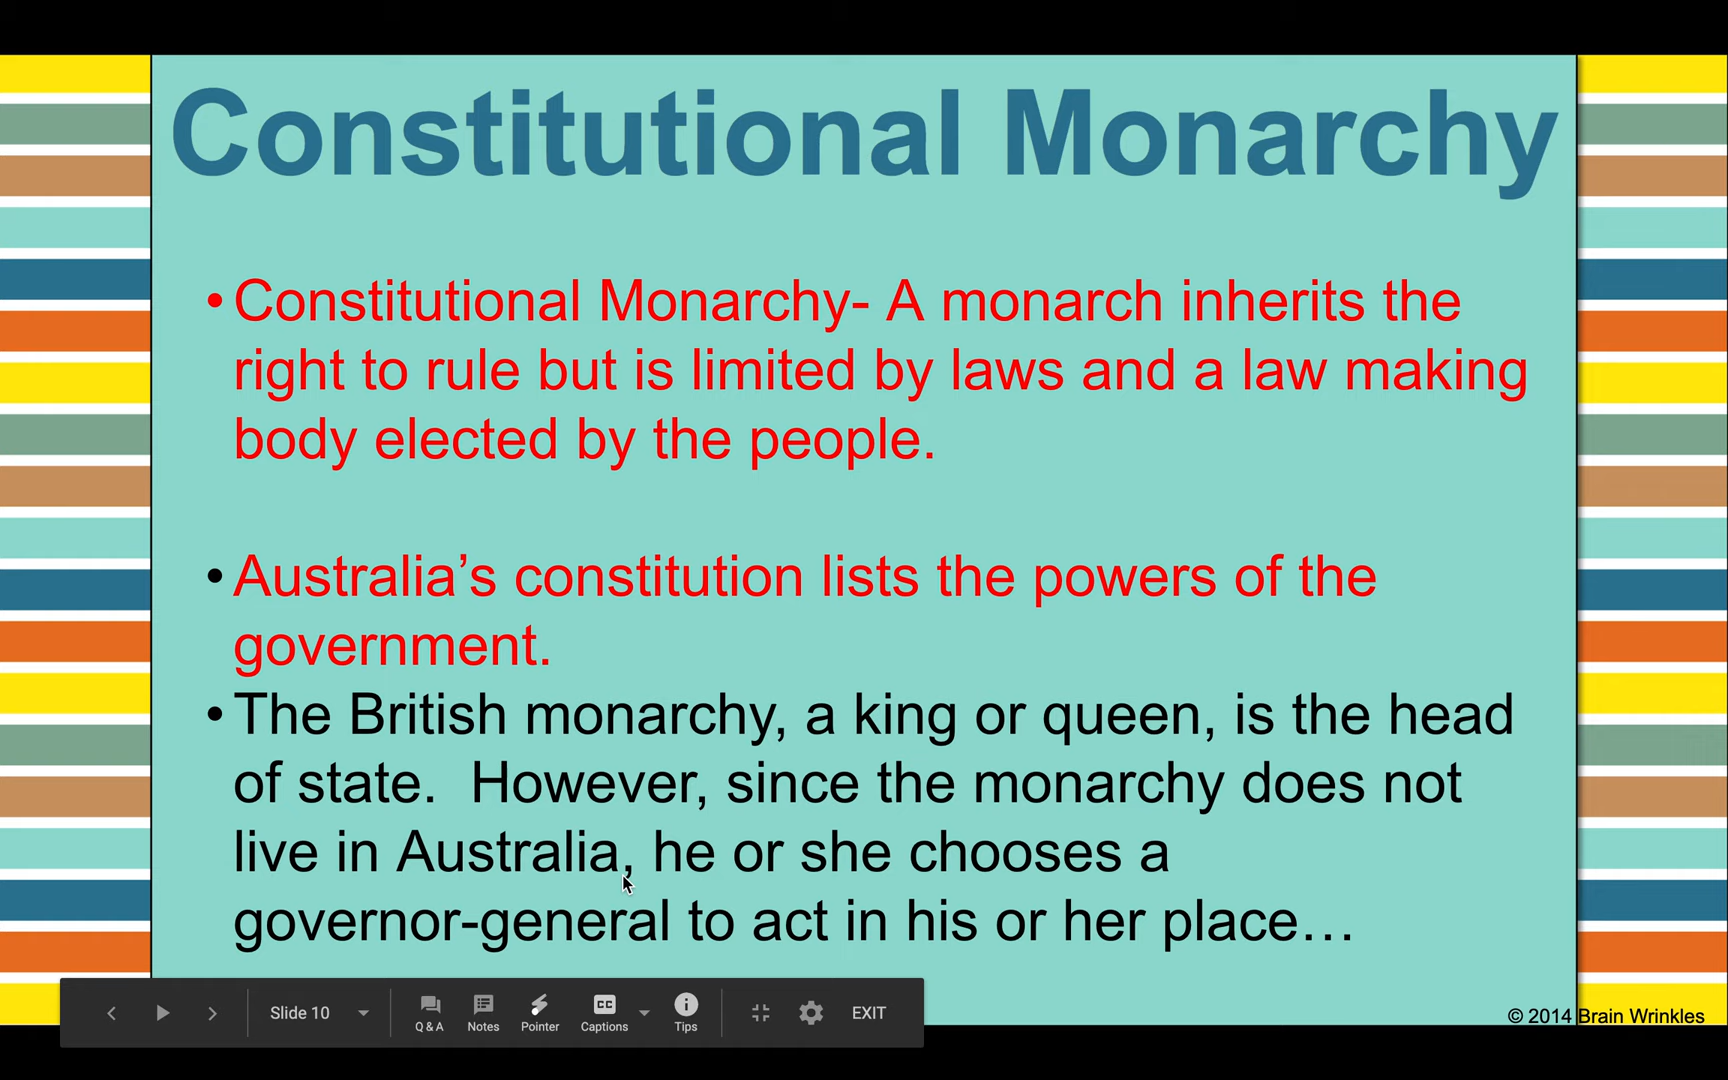 Constitutional Monarchy
•Constitutional Monarchy- A monarch inherits the
right to rule but is limited by laws and a law making
body elected by the people.
•Australia’s constitution lists the powers of the
government.
•The British monarchy, a king or queen, is the head
of state.  However, since the monarchy does not
live in Australia, he or she chooses a
governor-general to act in his or her place…
Slide 10
Q & A
Notes
Pointer
CC
Captions
Tips
EXIT
© 2014 Brain Wrinkles